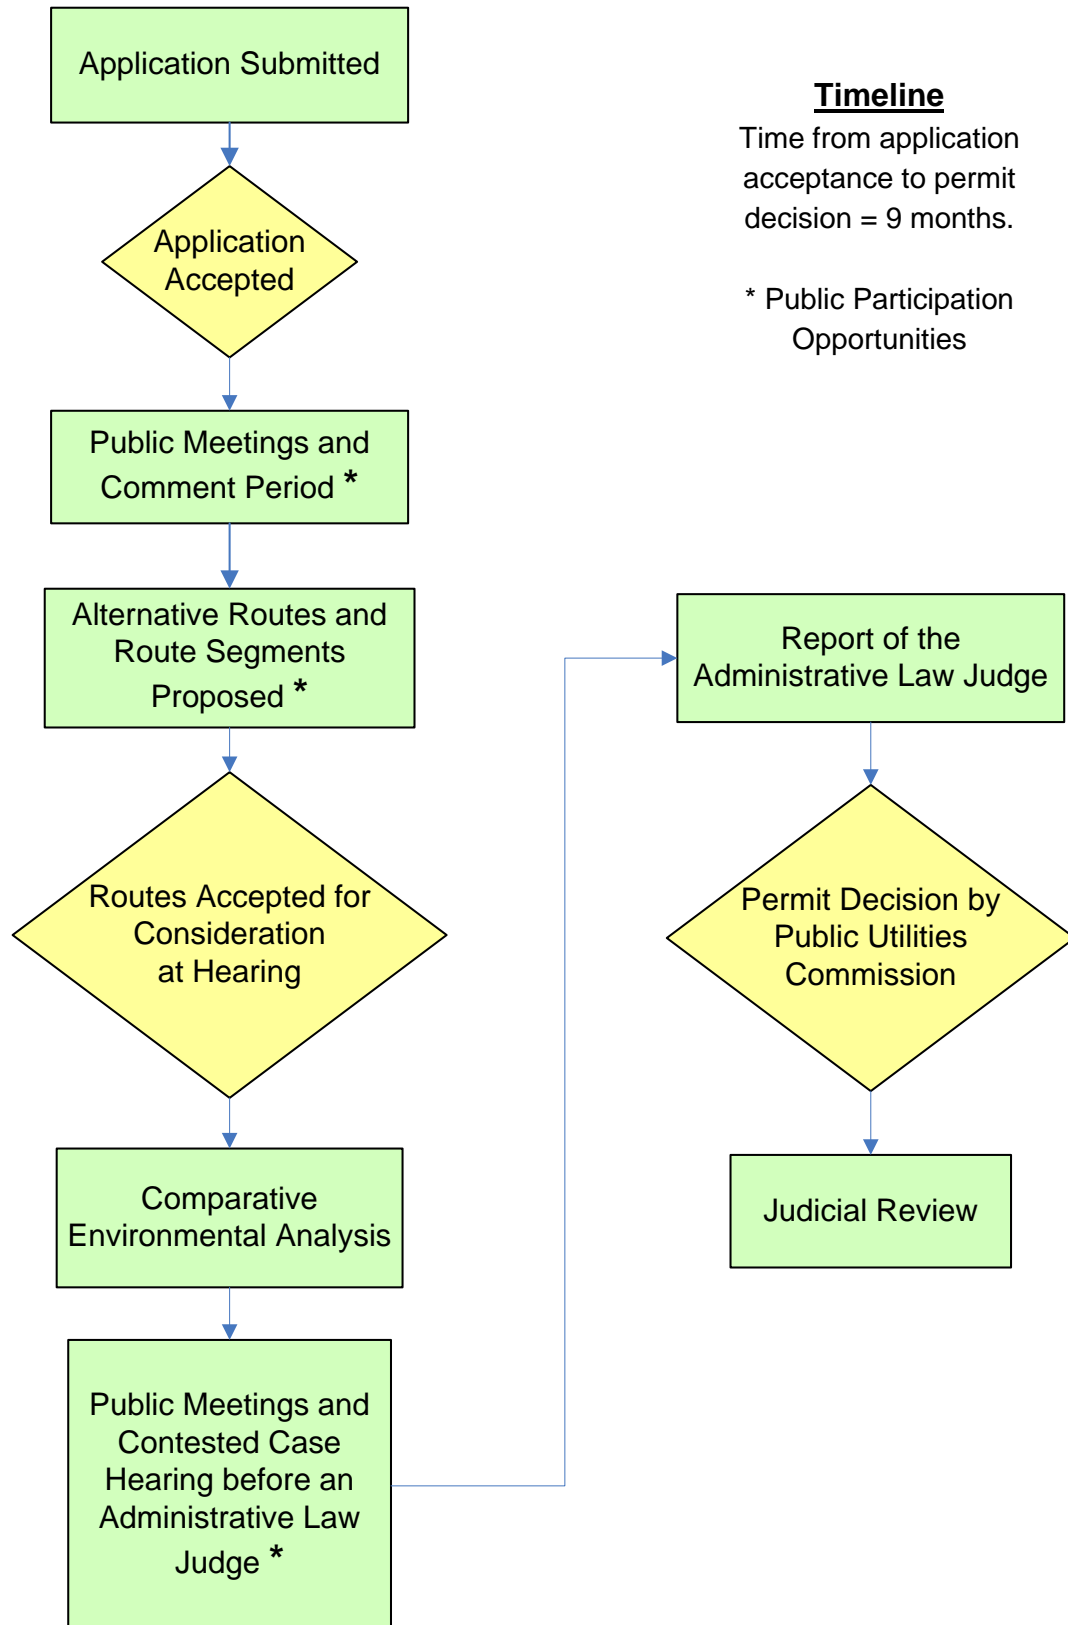 Application Submitted
Application
Accepted
Public Meetings and
Comment Period *
Alternative Routes and
Route Segments
Proposed *
Routes Accepted for
Consideration
at Hearing
Comparative
Environmental Analysis
Public Meetings and
Contested Case
Hearing before an
Administrative Law
Judge *
Timeline
Time from application
acceptance to permit
decision = 9 months.
* Public Participation
Opportunities
Report of the
Administrative Law Judge
Permit Decision by
Public Utilities
Commission
Judicial Review